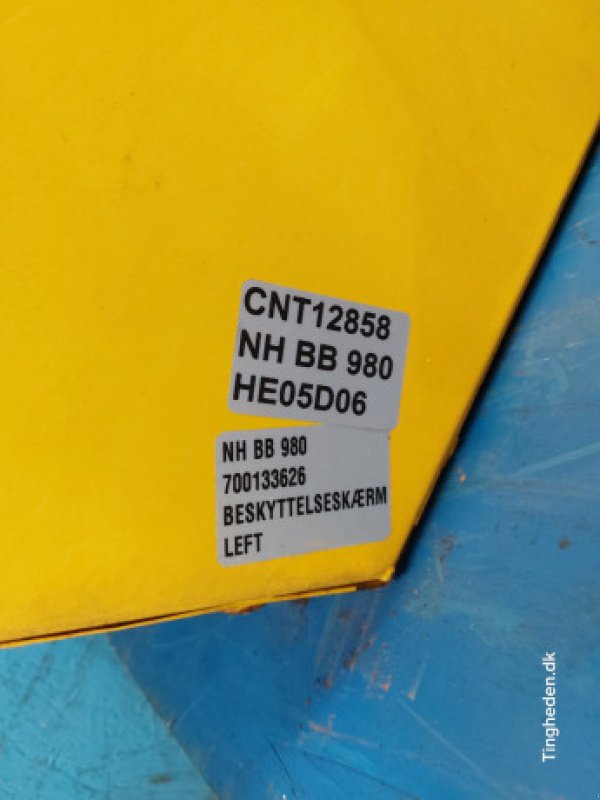 CNT12858
NH BB 980
HE05D06
NH BB 980
700133626
BESKYTTELSESKÆRM
LEFT
Tingheden.dk